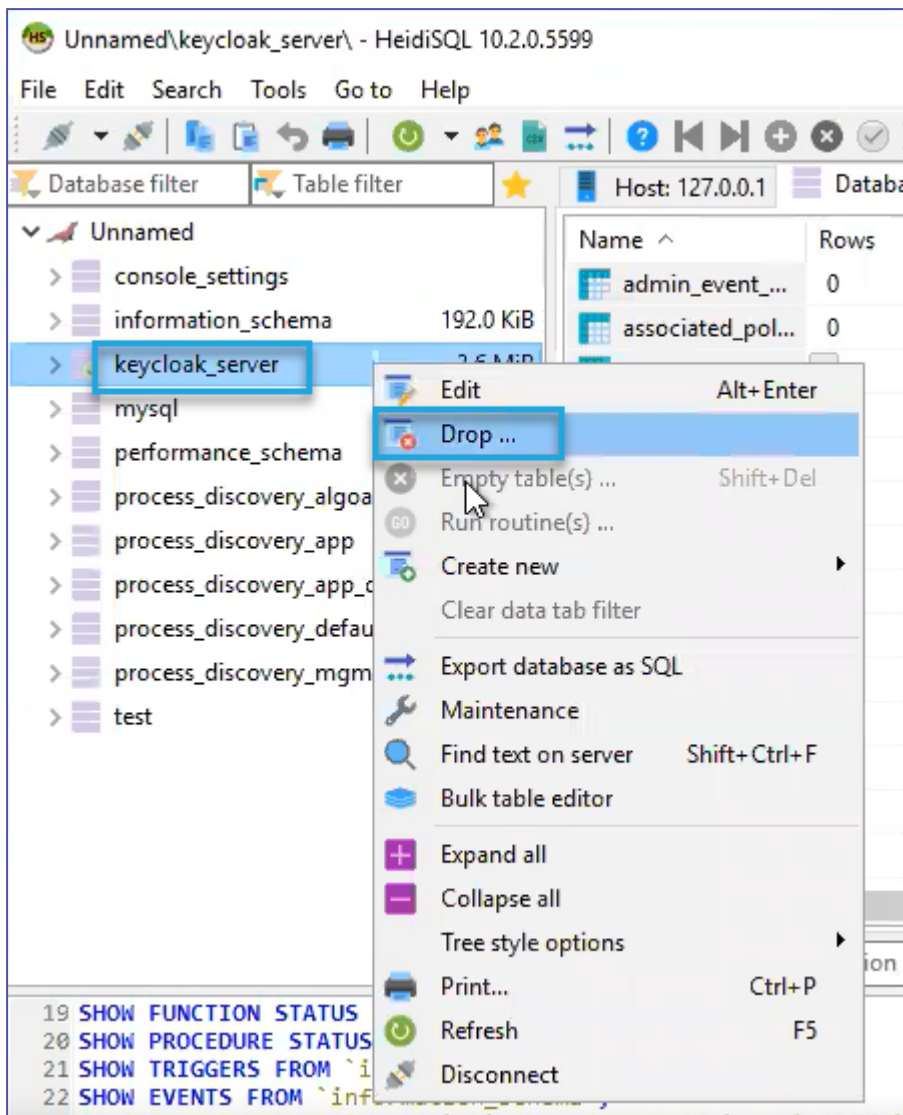 Unnamed\keycloak_server\ - HeidiSQL 10.2.0.5599
File Edit Search Tools Go to Help
Database filter Table filter Host: 127.0.0.1 Databa
Unnamed
Name Rows
console_settings
admin_event_... 0
information_schema 192.0 KiB
associated_pol... 0
keycloak_server
mysql
performance_schema
process_discovery_algoa
process_discovery_app
process_discovery_app_c
process_discovery_defau
process_discovery_mgm
test
Edit Alt+Enter
Drop ...
Empty table(s) ... Shift+Del
GO Run routine(s) ...
Create new
Clear data tab filter
Export database as SQL
Maintenance
Find text on server Shift+Ctrl+F
Bulk table editor
Expand all
Collapse all
Tree style options
Print... Ctrl+P
Refresh F5
Disconnect
ion
19 SHOW FUNCTION STATUS
20 SHOW PROCEDURE STATUS
21 SHOW TRIGGERS FROM `i
22 SHOW EVENTS FROM `inf